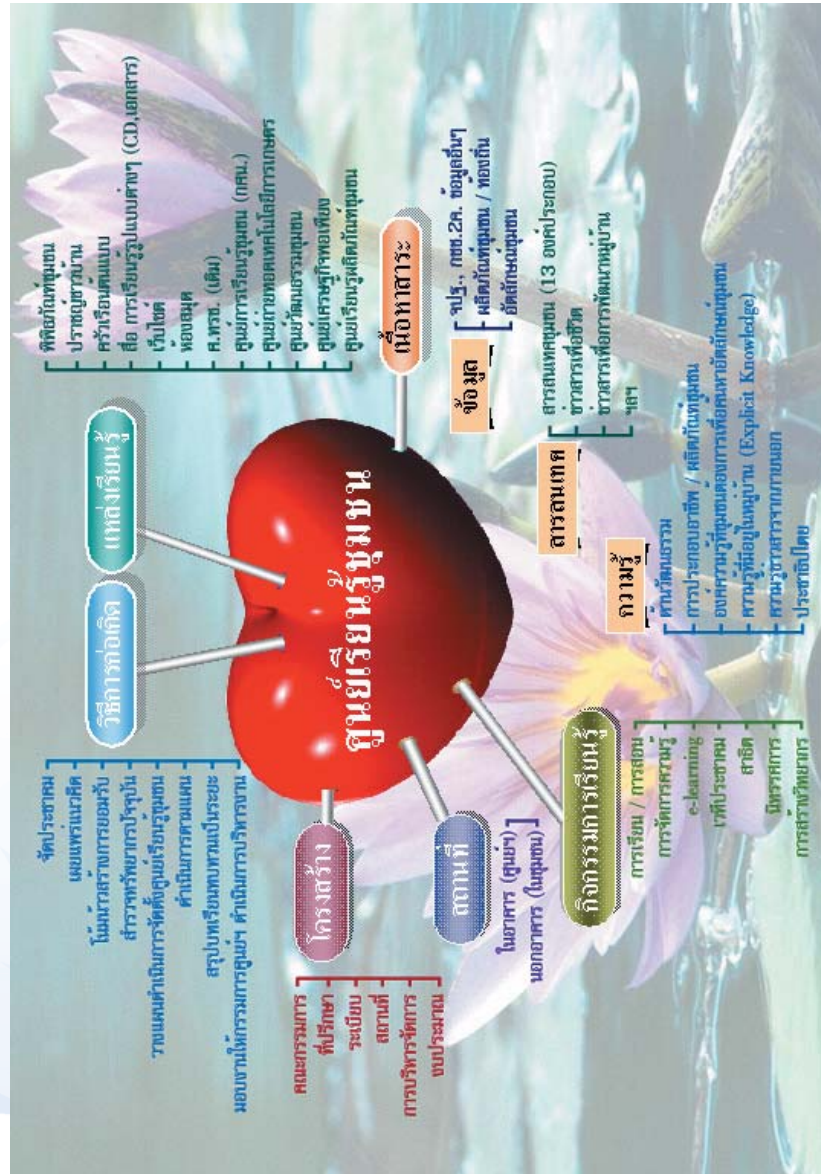 ศูนย์เรียนรู้ชุมชน
วิธีการก่อเกิด
จัดประชาคม
เผยแพร่แนวคิด
โน้มน้าวสร้างการยอมรับ
สำรวจทรัพยากรปัจจุบัน
วางแผนดำเนินการจัดตั้งศูนย์เรียนรู้ชุมชน
ดำเนินการตามแผน
สรุปบทเรียนทบทวนเป็นระยะ
มอบงานให้กรรมการศูนย์ฯ ดำเนินการบริหารงาน
แหล่งเรียนรู้
พิพิธภัณฑ์ชุมชน
ปราชญ์ชาวบ้าน
ครัวเรือนต้นแบบ
สื่อ การเรียนรู้รูปแบบต่างๆ (CD,เอกสาร)
เว็บไซต์
ห้องสมุด
ศ.ทรช. (เดิม)
ศูนย์การเรียนรู้ชุมชน (กศน.)
ศูนย์ถ่ายทอดเทคโนโลยีการเกษตร
ศูนย์วัฒนธรรมชุมชน
ศูนย์เศรษฐกิจพอเพียง
ศูนย์เรียนรู้ผลิตภัณฑ์ชุมชน
โครงสร้าง
คณะกรรมการ
ที่ปรึกษา
ระเบียบ
สถานที่
การบริหารจัดการ
งบประมาณ
สถานที่
ในอาคาร (ศูนย์ฯ)
นอกอาคาร (ในชุมชน)
กิจกรรมการเรียนรู้
การเรียน / การสอน
การจัดการความรู้
e-learning
เวทีประชาคม
สาธิต
นิทรรศการ
การสร้างวิทยากร
เนื้อหาสาระ
ข้อมูล
จปฐ., กชช.2ค. ข้อมูลอื่นๆ
ผลิตภัณฑ์ชุมชน / ท้องถิ่น
อัตลักษณ์ชุมชน
สารสนเทศ
สารสนเทศชุมชน (13 องค์ประกอบ)
ข่าวสารเพื่อชีวิต
ข่าวสารเพื่อการพัฒนาหมู่บ้าน
ฯลฯ
ความรู้
ด้านวัฒนธรรม
การประกอบอาชีพ / ผลิตภัณฑ์ชุมชน
องค์ความรู้ที่ชุมชนต้องการเพื่อค้นหาอัตลักษณ์ชุมชน
ความรู้ที่มีอยู่ในหมู่บ้าน (Explicit Knowledge)
ความรู้ข่าวสารจากภายนอก
ประชาธิปไตย